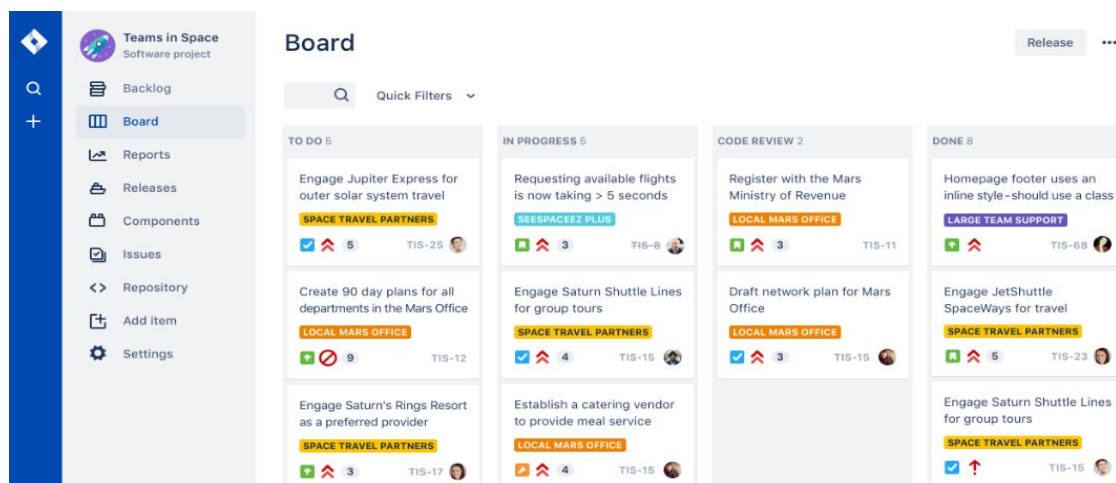 Teams in Space
Software project
Backlog
Board
Reports
Releases
Components
Issues
Repository
Add item
Settings
Board
Release
Quick Filters
TO DO 5
Engage Jupiter Express for
outer solar system travel
SPACE TRAVEL PARTNERS
5 TIS-25
Create 90 day plans for all
departments in the Mars Office
LOCAL MARS OFFICE
9 TIS-12
Engage Saturn's Rings Resort
as a preferred provider
SPACE TRAVEL PARTNERS
3 TIS-17
IN PROGRESS 5
Requesting available flights
is now taking > 5 seconds
SEESPACEEZ PLUS
3 TIS-8
Engage Saturn Shuttle Lines
for group tours
SPACE TRAVEL PARTNERS
4 TIS-15
Establish a catering vendor
to provide meal service
LOCAL MARS OFFICE
4 TIS-15
CODE REVIEW 2
Register with the Mars
Ministry of Revenue
LOCAL MARS OFFICE
3 TIS-11
Draft network plan for Mars
Office
LOCAL MARS OFFICE
3 TIS-15
DONE 8
Homepage footer uses an
inline style-should use a class
LARGE TEAM SUPPORT
TIS-68
Engage JetShuttle
SpaceWays for travel
SPACE TRAVEL PARTNERS
5 TIS-23
Engage Saturn Shuttle Lines
for group tours
SPACE TRAVEL PARTNERS
TIS-15